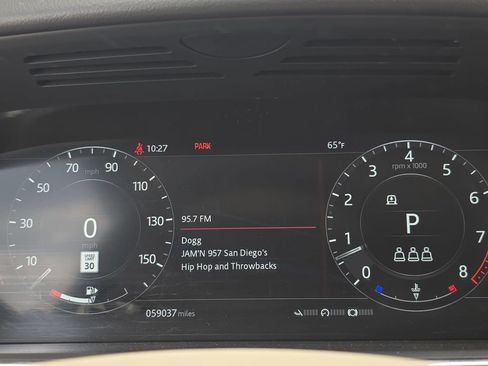 10:27 PARK 65°F
70 90
50 mph 110
30 130
10 150
0
mph
SPEED LIMIT
30
95.7 FM
Dogg
JAM'N 957 San Diego's
Hip Hop and Throwbacks
059037 miles
4
3 rpm x 1000 5
2 6
1 7
0 8
P